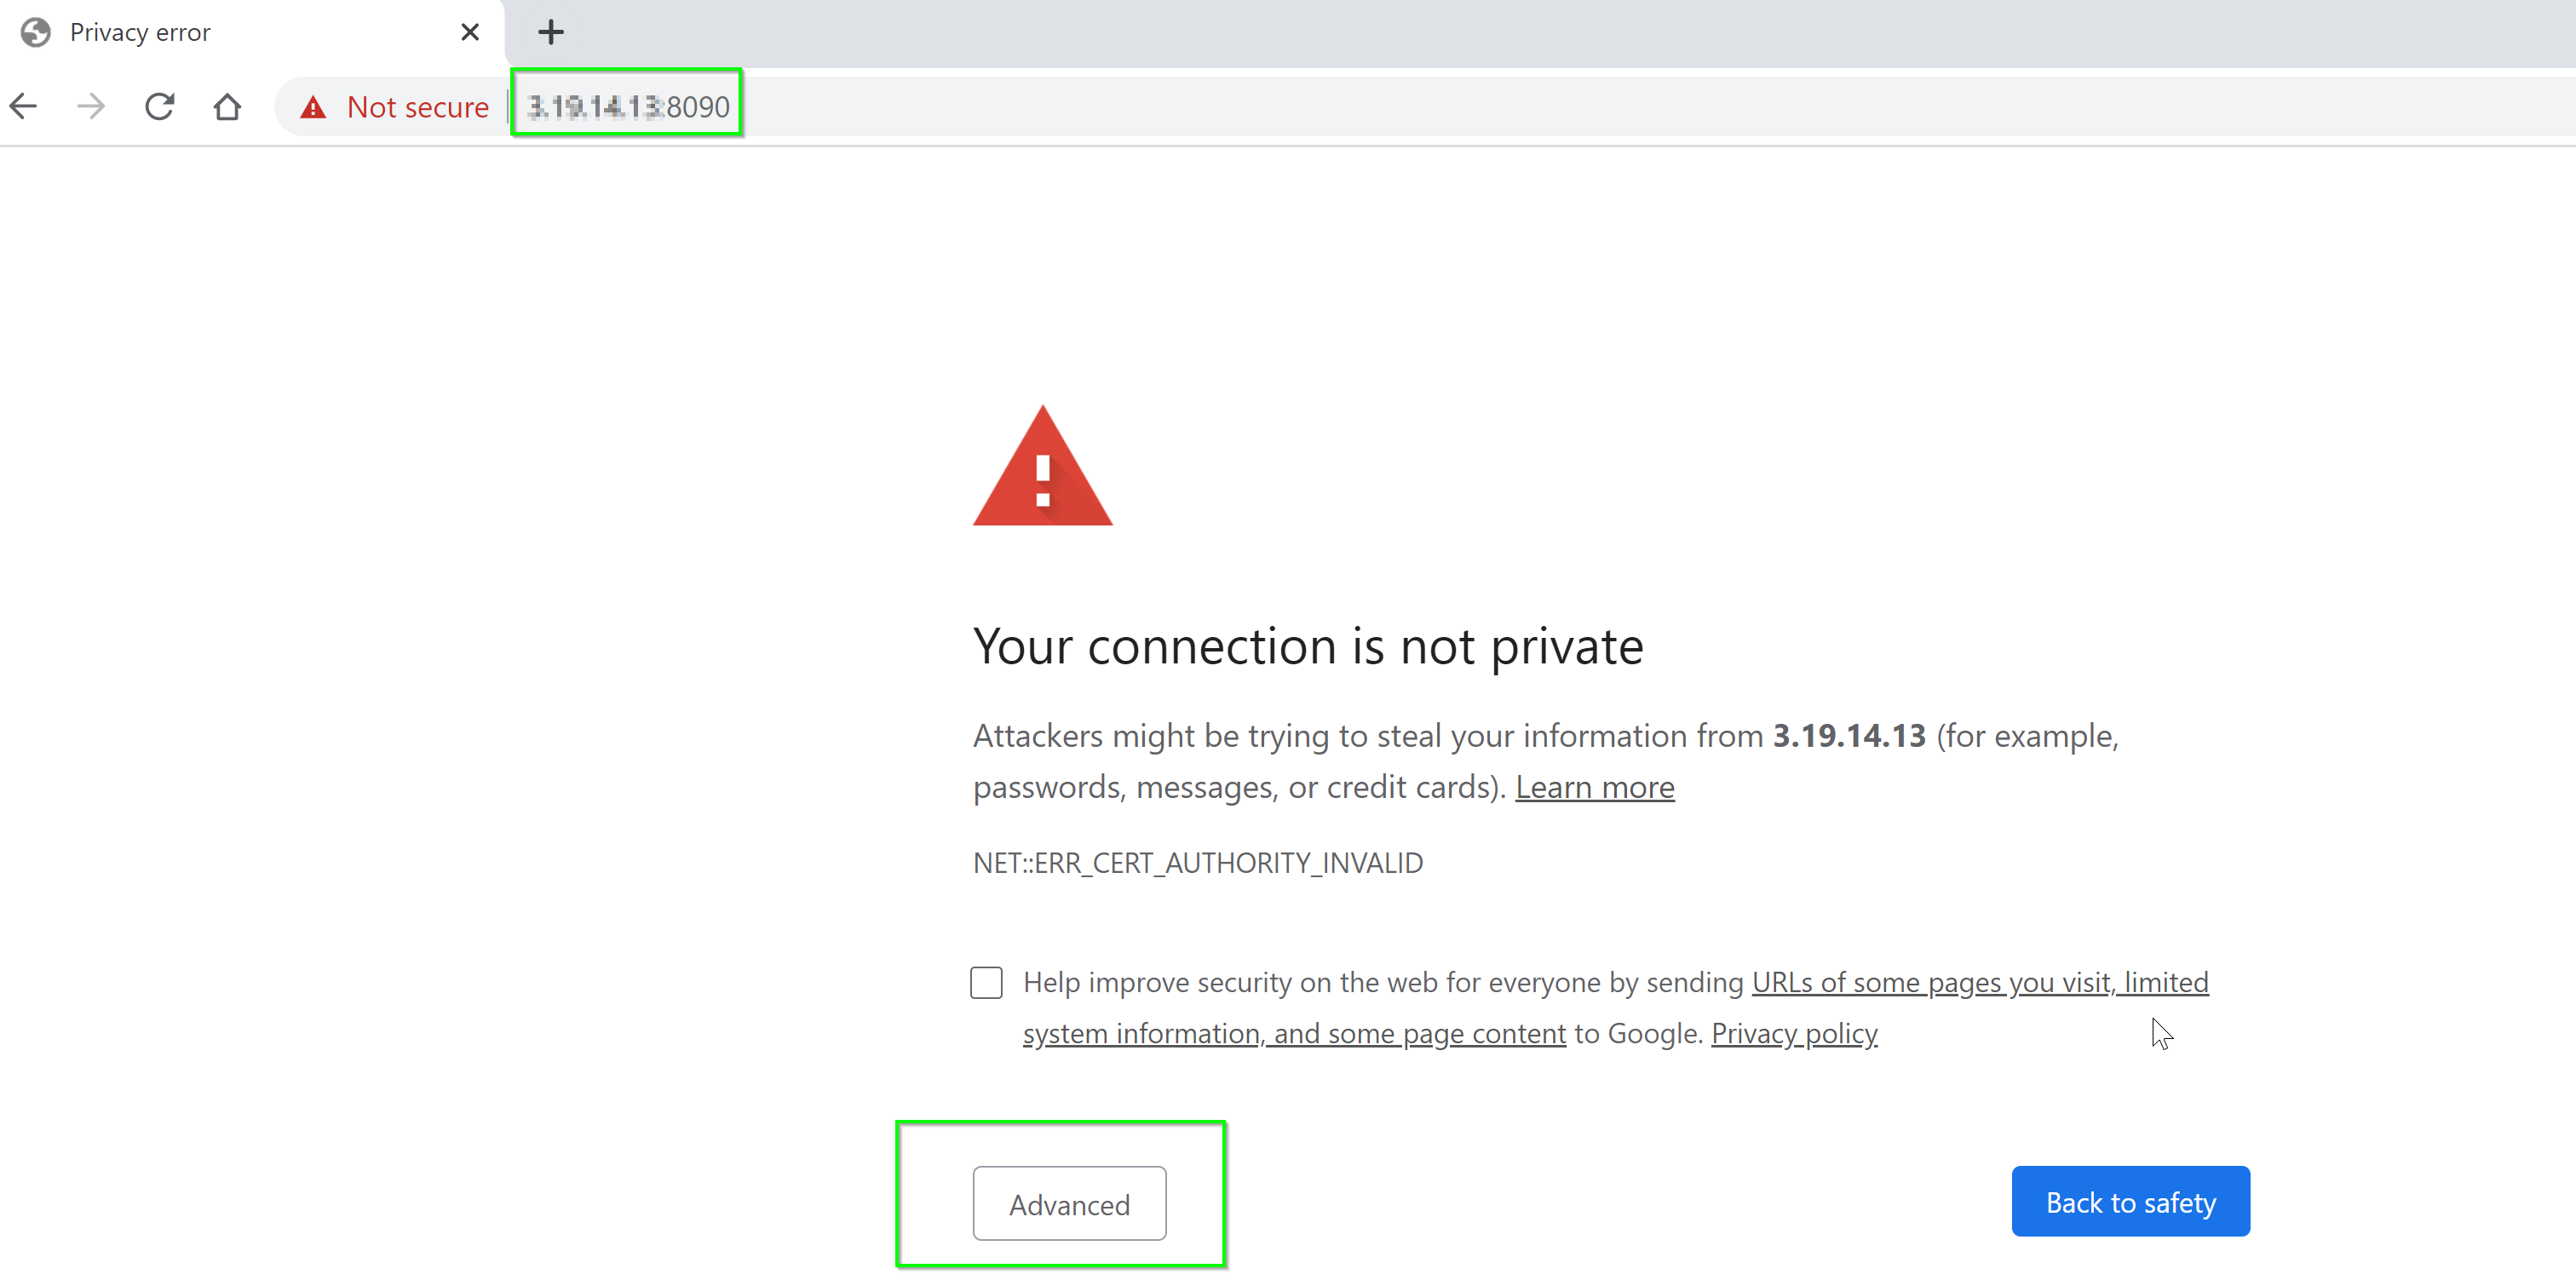 Privacy error
Not secure 3.19.14.13:8090
Your connection is not private
Attackers might be trying to steal your information from 3.19.14.13 (for example,
passwords, messages, or credit cards). Learn more
NET::ERR_CERT_AUTHORITY_INVALID
Help improve security on the web for everyone by sending URLs of some pages you visit, limited
system information, and some page content to Google. Privacy policy
Advanced
Back to safety